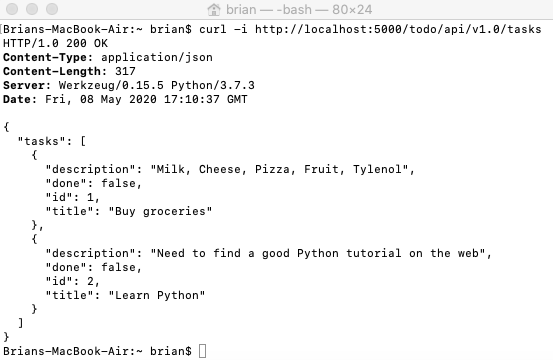 brian — -bash — 80×24
Brians-MacBook-Air:~ brian$ curl -i http://localhost:5000/todo/api/v1.0/tasks
HTTP/1.0 200 OK
Content-Type: application/json
Content-Length: 317
Server: Werkzeug/0.15.5 Python/3.7.3
Date: Fri, 08 May 2020 17:10:37 GMT

{
  "tasks": [
    {
      "description": "Milk, Cheese, Pizza, Fruit, Tylenol",
      "done": false,
      "id": 1,
      "title": "Buy groceries"
    },
    {
      "description": "Need to find a good Python tutorial on the web",
      "done": false,
      "id": 2,
      "title": "Learn Python"
    }
  ]
}
Brians-MacBook-Air:~ brian$